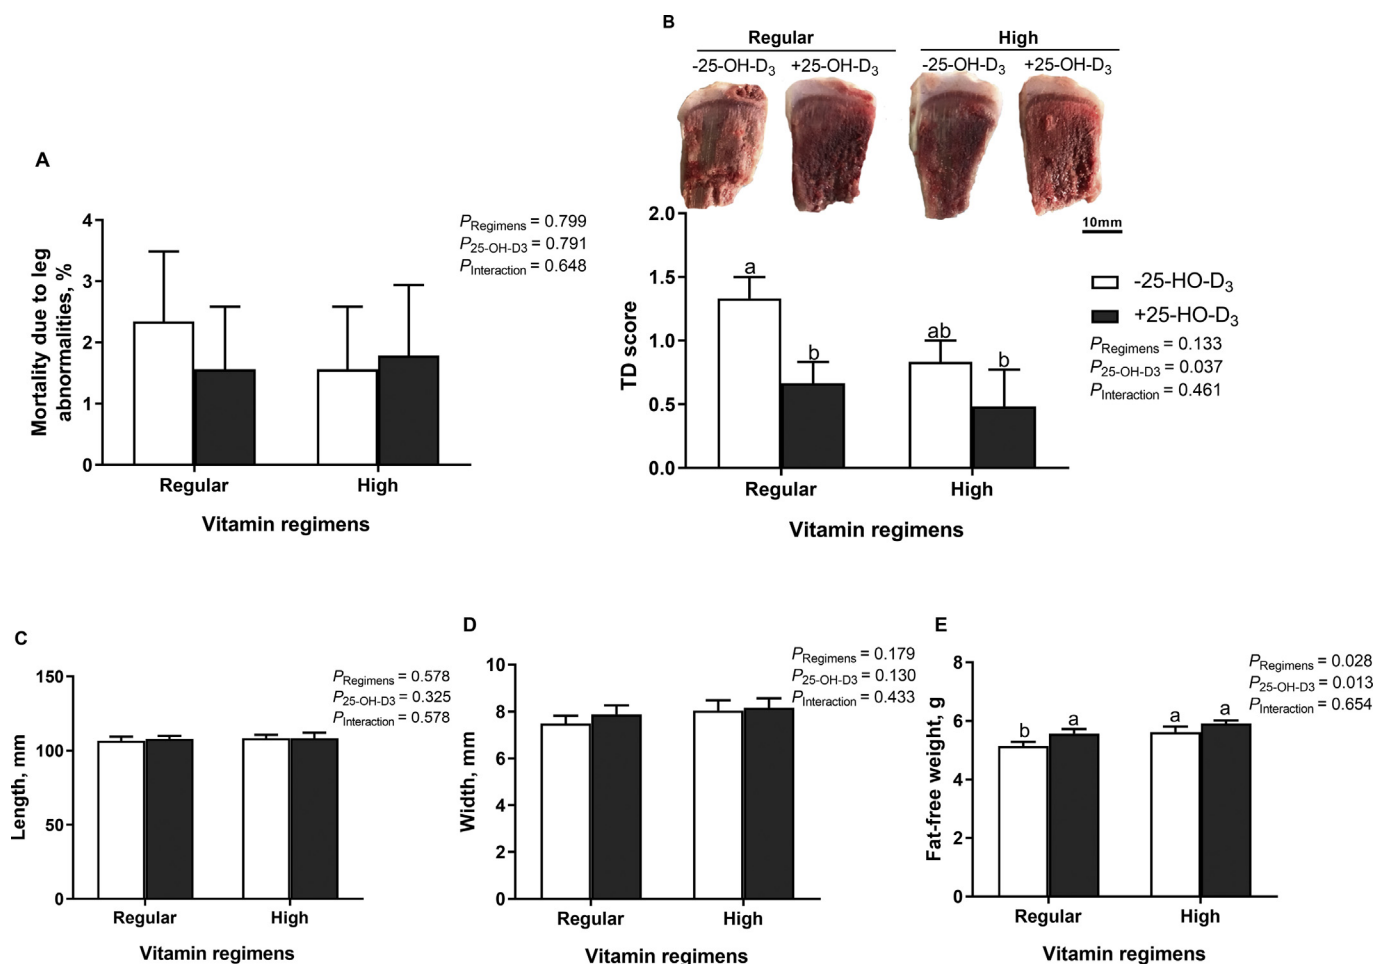 A
Mortality due to leg
abnormalities, %
4
3
2
1
0
Regular
High
Vitamin regimens
PRegimens = 0.799
P25-OH-D3 = 0.791
PInteraction = 0.648
B
Regular
High
-25-OH-D3
+25-OH-D3
-25-OH-D3
+25-OH-D3
10mm
TD score
2.0
1.5
1.0
0.5
0.0
a
b
ab
b
Regular
High
Vitamin regimens
-25-HO-D3
+25-HO-D3
PRegimens = 0.133
P25-OH-D3 = 0.037
PInteraction = 0.461
C
Length, mm
150
100
50
0
Regular
High
Vitamin regimens
PRegimens = 0.578
P25-OH-D3 = 0.325
PInteraction = 0.578
D
Width, mm
10
8
6
4
2
0
Regular
High
Vitamin regimens
PRegimens = 0.179
P25-OH-D3 = 0.130
PInteraction = 0.433
E
Fat-free weight, g
8
6
4
2
0
b
a
a
a
Regular
High
Vitamin regimens
PRegimens = 0.028
P25-OH-D3 = 0.013
PInteraction = 0.654